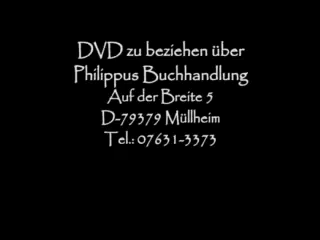 DVD zu beziehen über
Philippus Buchhandlung
Auf der Breite 5
D-79379 Müllheim
Tel.: 07631-3373